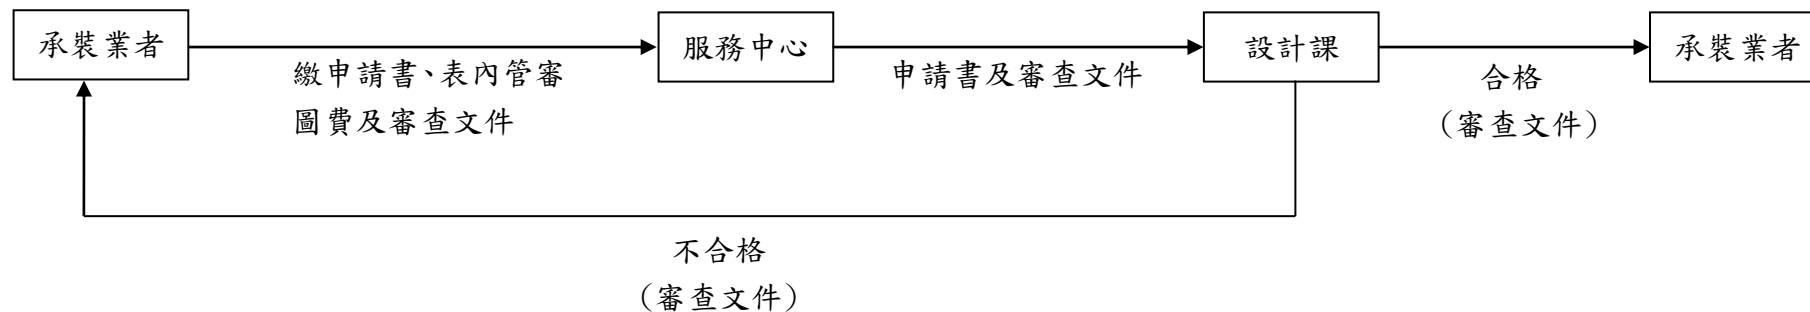 承裝業者
服務中心
設計課
承裝業者
繳申請書、表內管審
圖費及審查文件
申請書及審查文件
合格
（審查文件）
不合格
（審查文件）